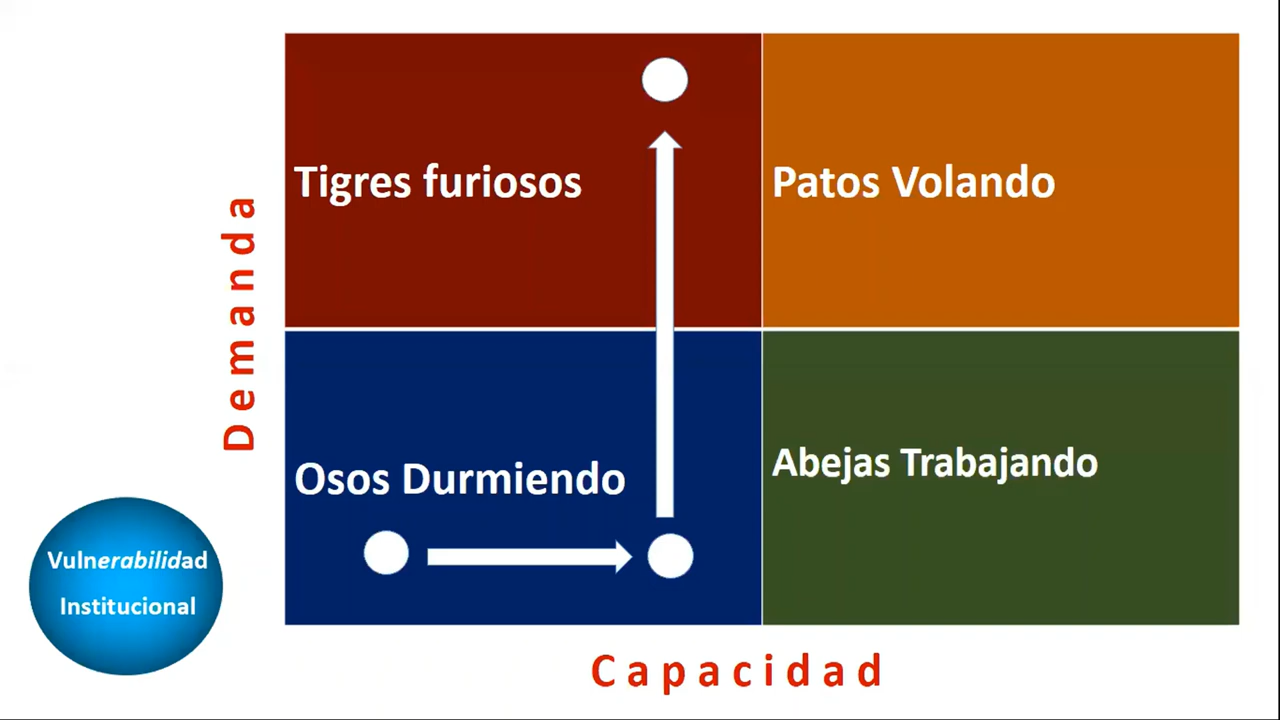 Tigres furiosos
Patos Volando
Demanda
Osos Durmiendo
Abejas Trabajando
Vulnerabilidad
Institucional
Capacidad